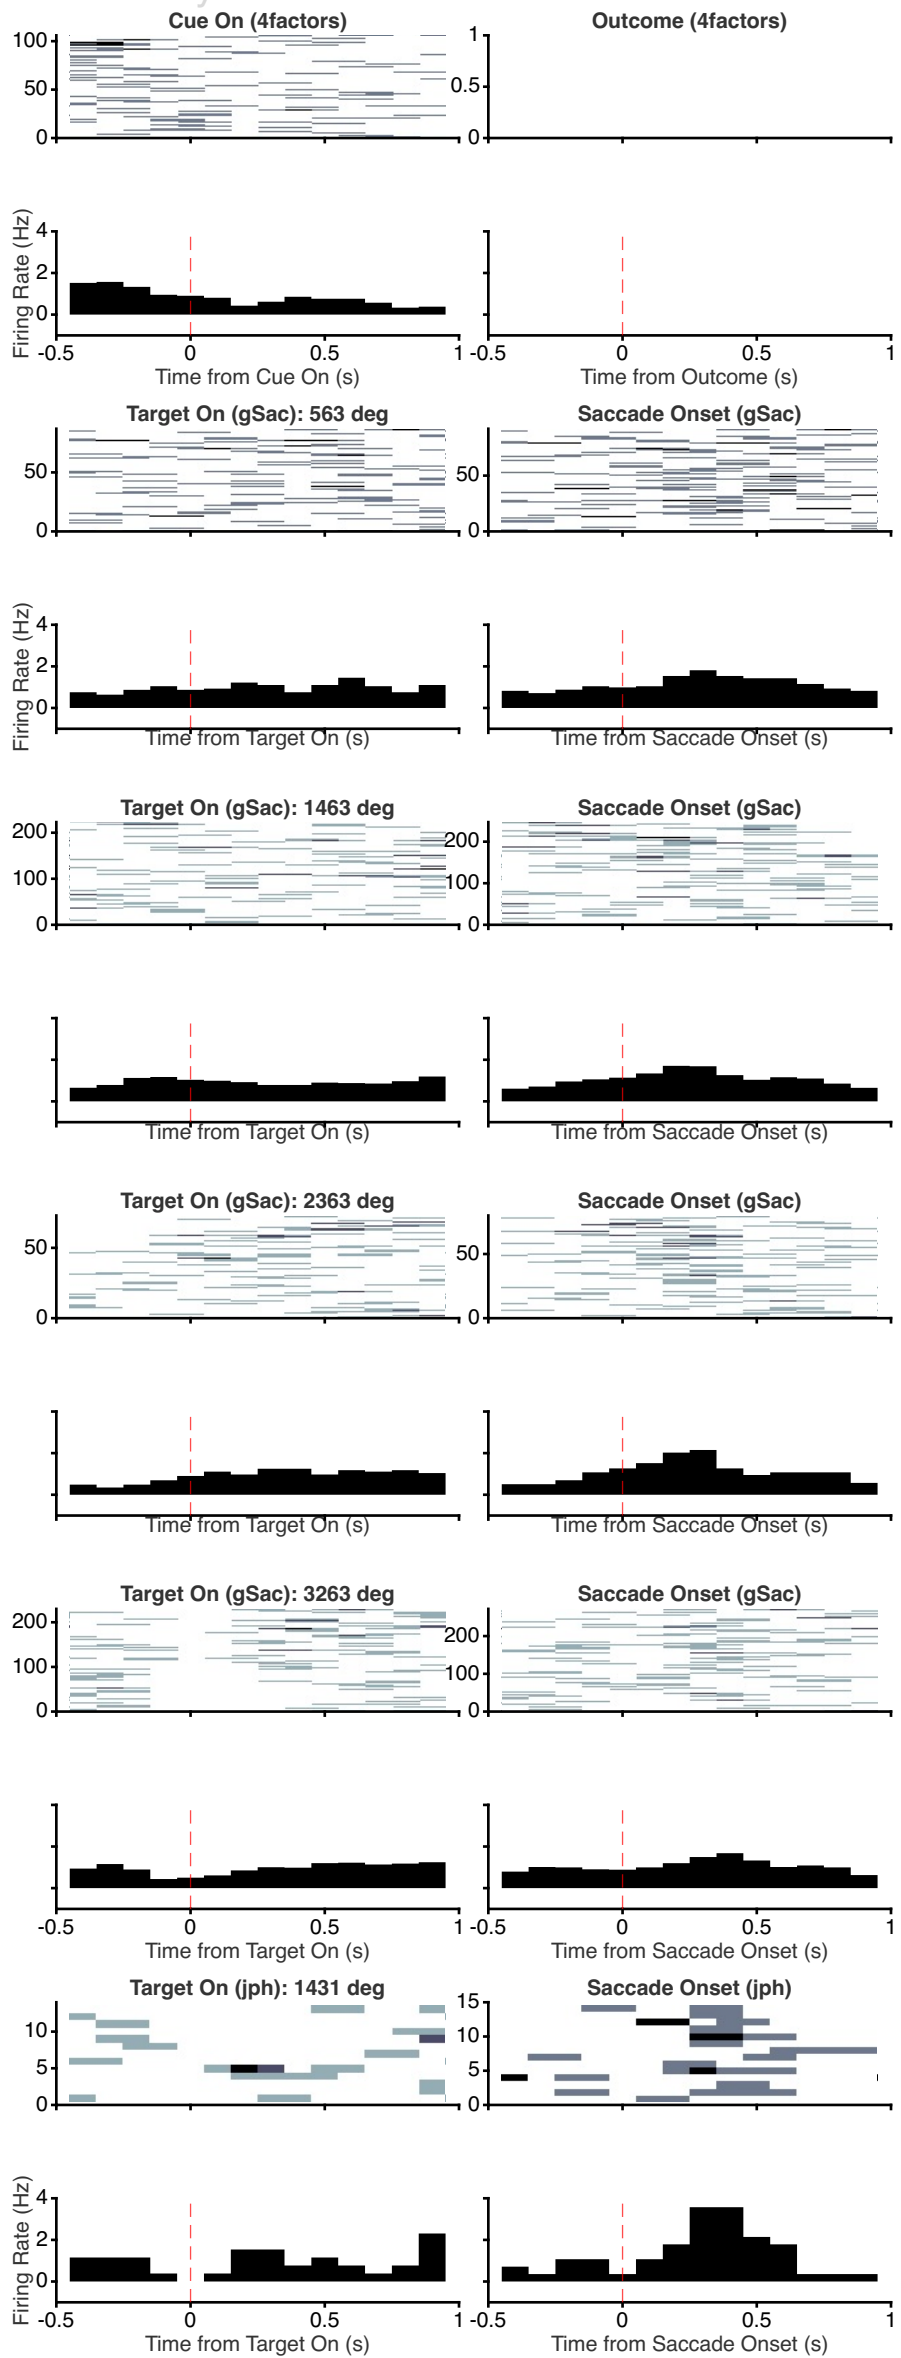 Cue On (4factors)
Outcome (4factors)
100
50
0
1
0.5
0
Firing Rate (Hz)
4
2
0
-0.5 0 0.5 1
-0.5 0 0.5 1
Time from Cue On (s)
Time from Outcome (s)
Target On (gSac): 563 deg
Saccade Onset (gSac)
50
0
50
0
Firing Rate (Hz)
4
2
0
Time from Target On (s)
Time from Saccade Onset (s)
Target On (gSac): 1463 deg
Saccade Onset (gSac)
200
100
0
200
100
0
Time from Target On (s)
Time from Saccade Onset (s)
Target On (gSac): 2363 deg
Saccade Onset (gSac)
50
0
50
0
Time from Target On (s)
Time from Saccade Onset (s)
Target On (gSac): 3263 deg
Saccade Onset (gSac)
200
100
0
200
100
0
-0.5 0 0.5 1
-0.5 0 0.5 1
Time from Target On (s)
Time from Saccade Onset (s)
Target On (jph): 1431 deg
Saccade Onset (jph)
10
5
0
15
10
5
0
Firing Rate (Hz)
4
2
0
-0.5 0 0.5 1
-0.5 0 0.5 1
Time from Target On (s)
Time from Saccade Onset (s)